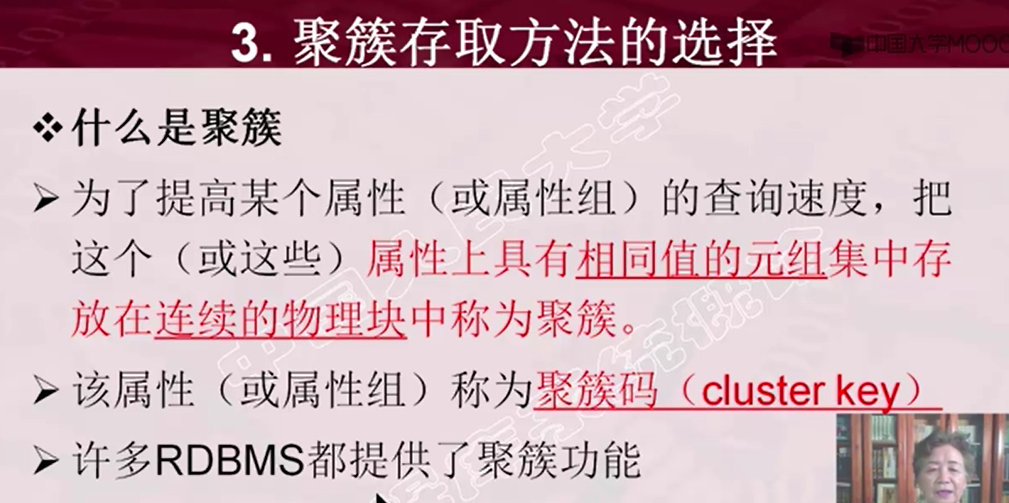 3. 聚簇存取方法的选择
中国大学MOOC
❖什么是聚簇
➢为了提高某个属性（或属性组）的查询速度，把
这个（或这些）属性上具有相同值的元组集中存
放在连续的物理块中称为聚簇。
➢该属性（或属性组）称为聚簇码（cluster key）
➢许多RDBMS都提供了聚簇功能